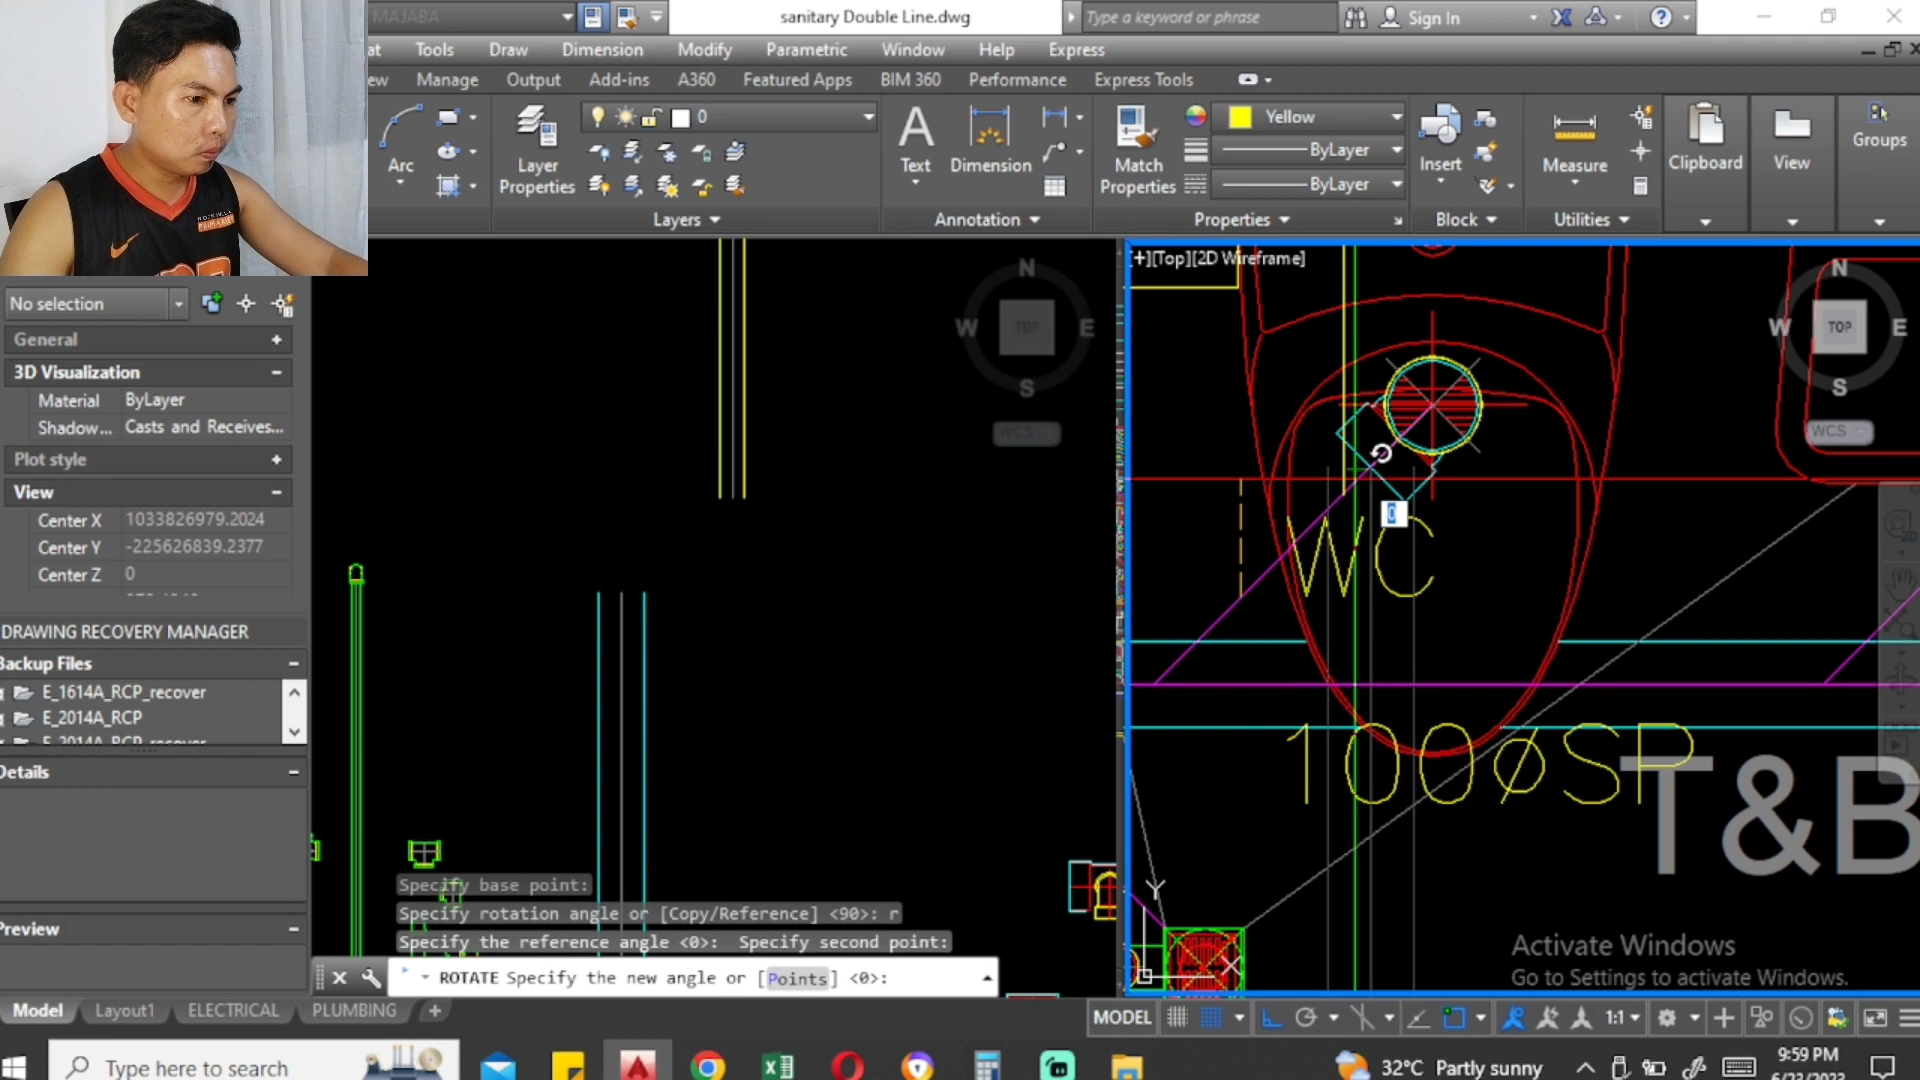 MAJABA
sanitary Double Line.dwg
Type a keyword or phrase
Sign In
at Tools Draw Dimension Modify Parametric Window Help Express
ew Manage Output Add-ins A360 Featured Apps BIM 360 Performance Express Tools
Arc
Layer
Properties
0
Layers
A
Text
Dimension
Annotation
Match
Properties
Yellow
ByLayer
ByLayer
Properties
Insert
Block
Measure
Utilities
Clipboard
View
Groups
No selection
General
3D Visualization
Material ByLayer
Shadow... Casts and Receives...
Plot style
View
Center X 1033826979.2024
Center Y -225626839.2377
Center Z 0
DRAWING RECOVERY MANAGER
Backup Files
E_1614A_RCP_recover
E_2014A_RCP
E_2014A_RCP_recover
Details
Preview
N
W TOP E
S
WCS
[+][Top][2D Wireframe]
N
W TOP E
S
WCS
0
WC
100øSP
T&B
Y
X
Specify base point:
Specify rotation angle or [Copy/Reference] <90>: r
Specify the reference angle <0>: Specify second point:
ROTATE Specify the new angle or [Points] <0>:
Activate Windows
Go to Settings to activate Windows.
Model Layout1 ELECTRICAL PLUMBING +
MODEL
1:1
Type here to search
32°C Partly sunny
9:59 PM
6/23/2023